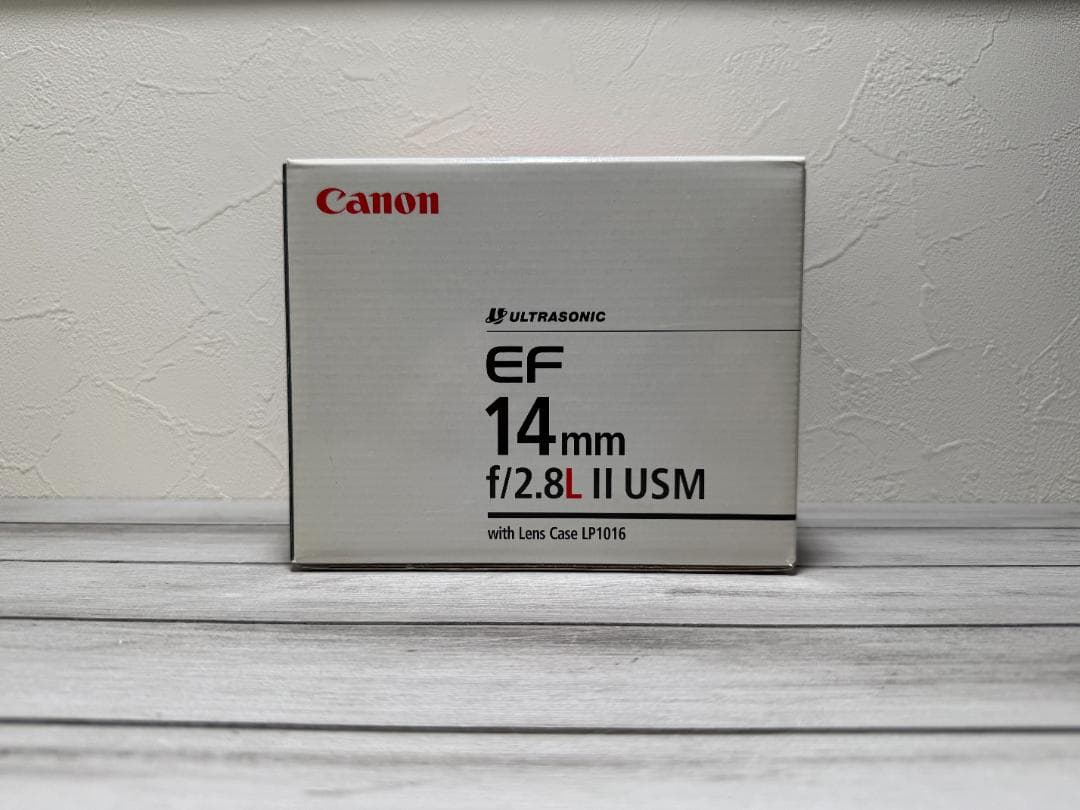 Canon
ULTRASONIC
EF
14mm
f/2.8L II USM
with Lens Case LP1016